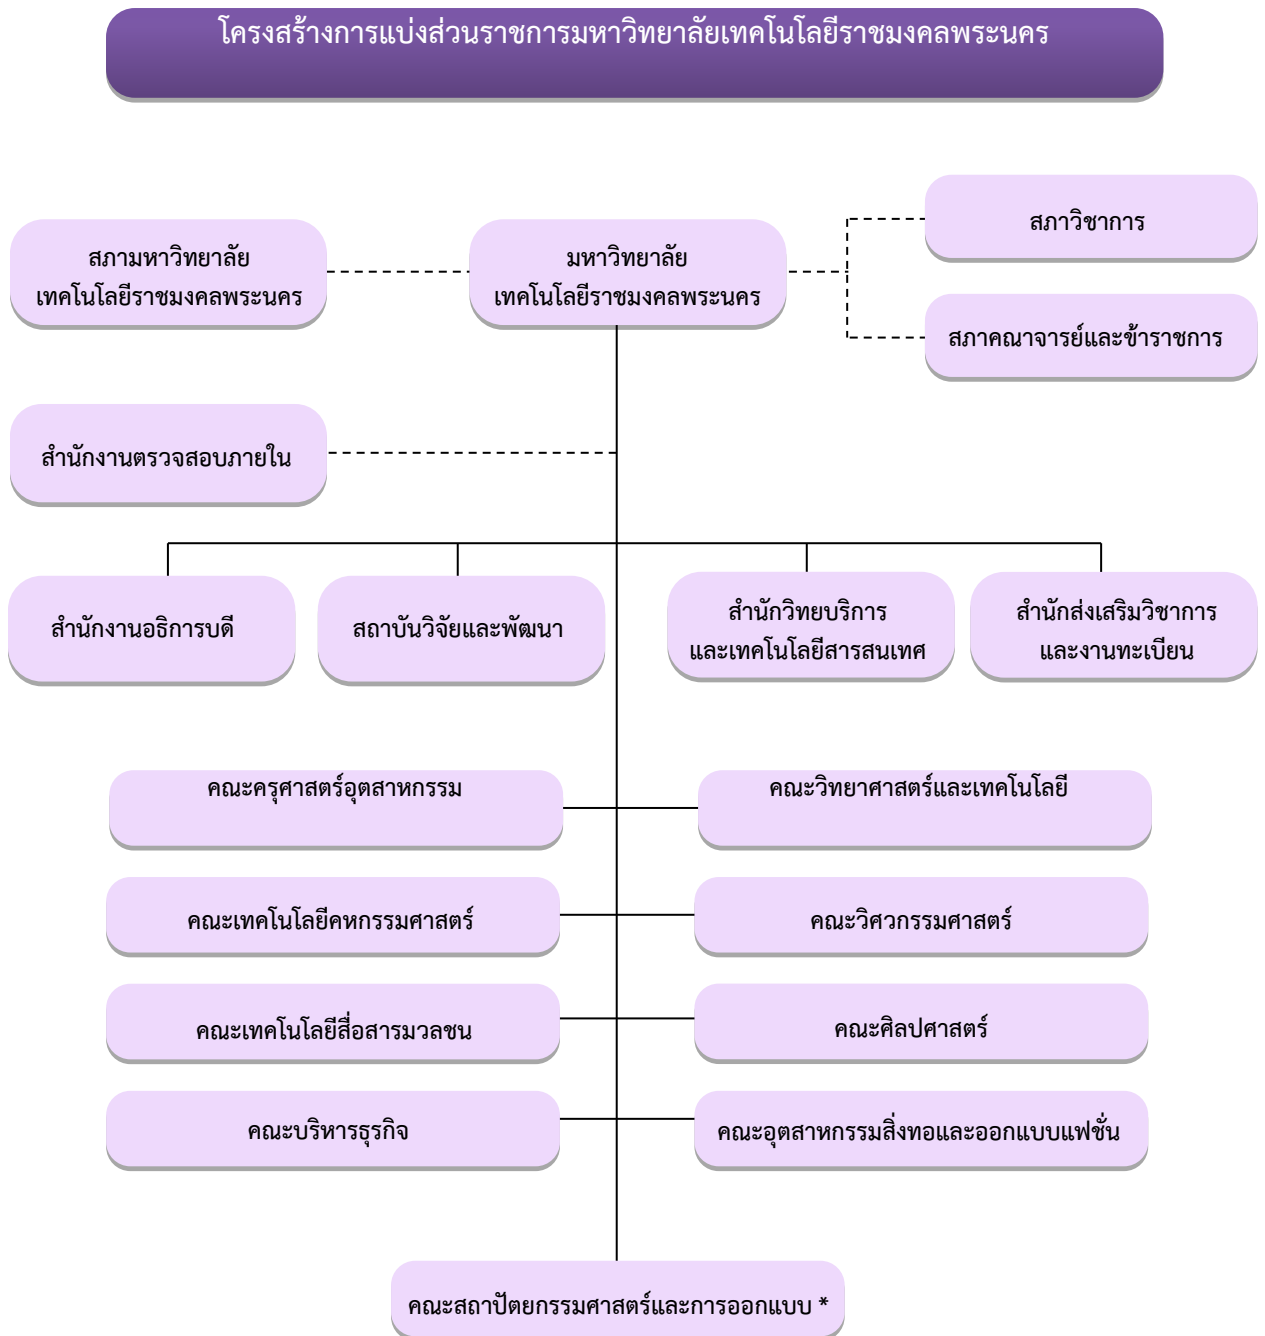 โครงสร้างการแบ่งส่วนราชการมหาวิทยาลัยเทคโนโลยีราชมงคลพระนคร
สภาวิชาการ
สภามหาวิทยาลัย
เทคโนโลยีราชมงคลพระนคร
มหาวิทยาลัย
เทคโนโลยีราชมงคลพระนคร
สภาคณาจารย์และข้าราชการ
สำนักงานตรวจสอบภายใน
สำนักงานอธิการบดี
สถาบันวิจัยและพัฒนา
สำนักวิทยบริการ
และเทคโนโลยีสารสนเทศ
สำนักส่งเสริมวิชาการ
และงานทะเบียน
คณะครุศาสตร์อุตสาหกรรม
คณะวิทยาศาสตร์และเทคโนโลยี
คณะเทคโนโลยีคหกรรมศาสตร์
คณะวิศวกรรมศาสตร์
คณะเทคโนโลยีสื่อสารมวลชน
คณะศิลปศาสตร์
คณะบริหารธุรกิจ
คณะอุตสาหกรรมสิ่งทอและออกแบบแฟชั่น
คณะสถาปัตยกรรมศาสตร์และการออกแบบ *